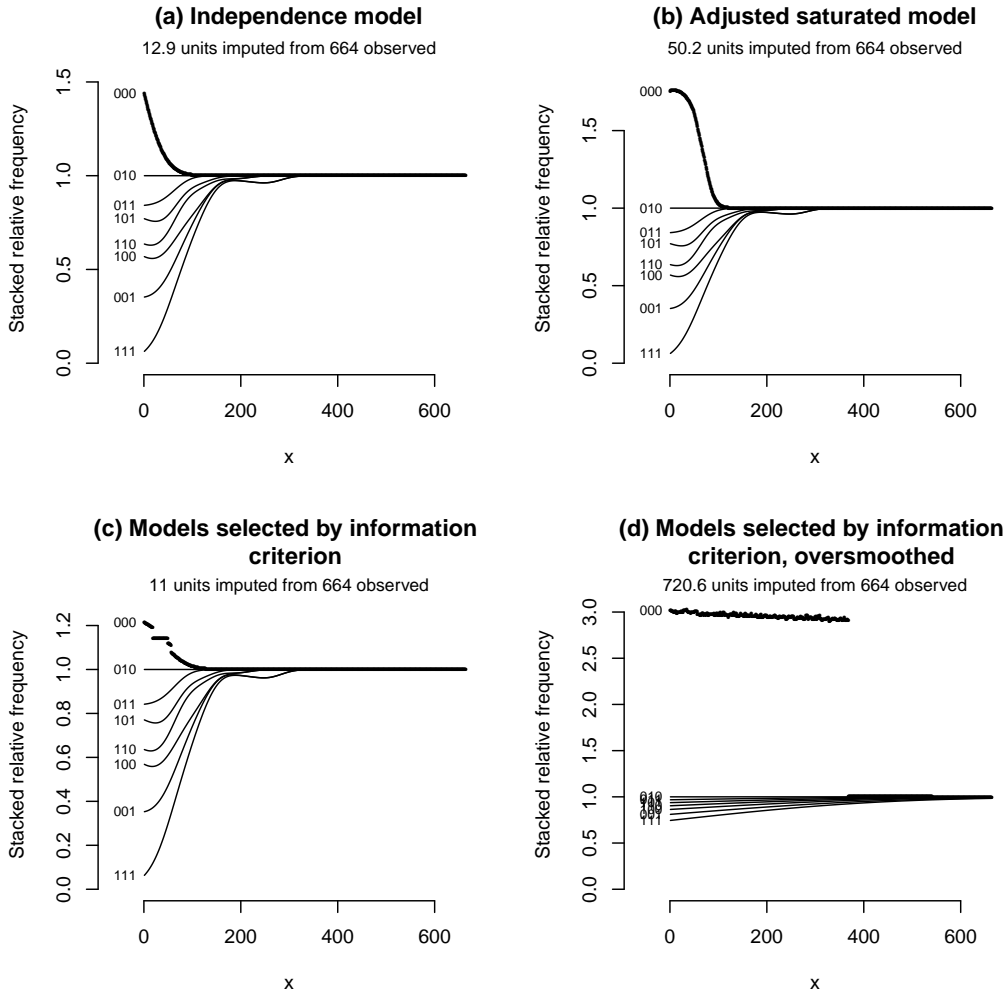 (a) Independence model
12.9 units imputed from 664 observed
Stacked relative frequency
1.5
1.0
0.5
0.0
000
010
011
101
110
100
001
111
0 200 400 600
x
(b) Adjusted saturated model
50.2 units imputed from 664 observed
Stacked relative frequency
1.5
1.0
0.5
0.0
000
010
011
101
110
100
001
111
0 200 400 600
x
(c) Models selected by information
criterion
11 units imputed from 664 observed
Stacked relative frequency
1.2
1.0
0.8
0.6
0.4
0.2
0.0
000
010
011
101
110
100
001
111
0 200 400 600
x
(d) Models selected by information
criterion, oversmoothed
720.6 units imputed from 664 observed
Stacked relative frequency
3.0
2.5
2.0
1.5
1.0
0.5
0.0
000
010
001
111
0 200 400 600
x